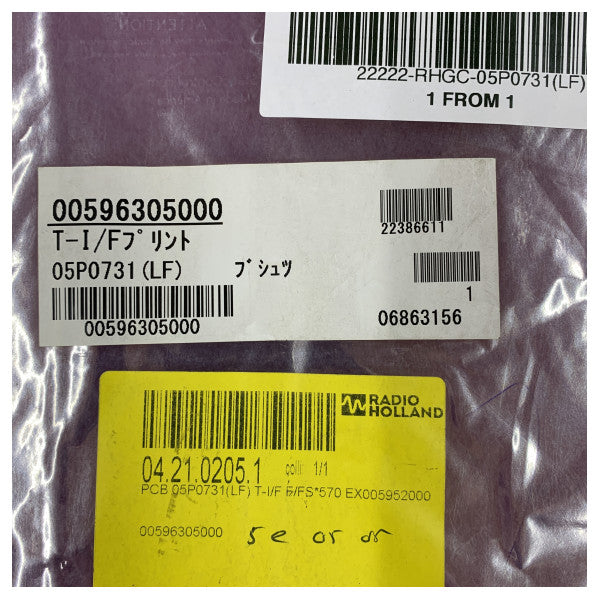 ATTENTION
22222-RHGC-05P0731(LF)
1 FROM 1
00596305000
T-I/Fプリント
05P0731(LF) ブシュツ
00596305000
22386611
1
06863156
RADIO
HOLLAND
04.21.0205.1 colli: 1/1
PCB 05P0731(LF) T-I/F F/FS*570 EX005952000
00596305000